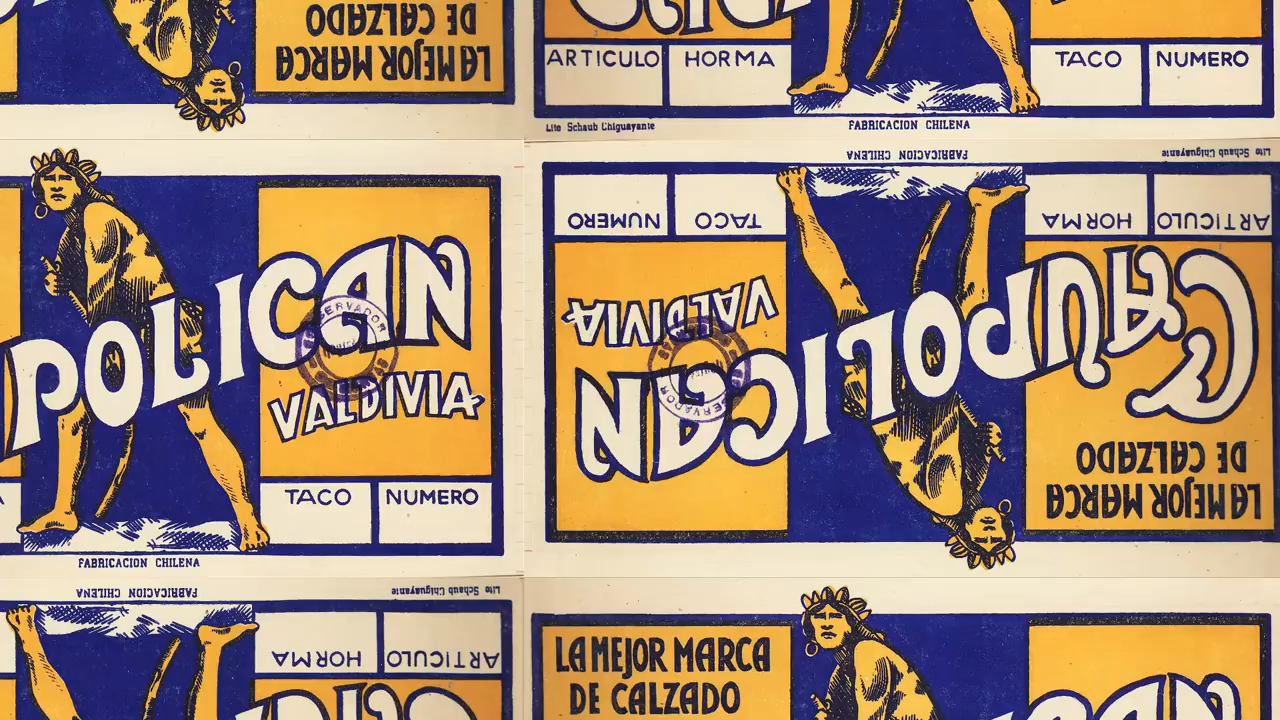 LA MEJOR MARCA
DE CALZADO
ARTICULO HORMA TACO NUMERO
Lito Schaub Chiguayante FABRICACION CHILENA
POLICAN
VALDIVIA
TACO NUMERO
FABRICACION CHILENA
LA MEJOR MARCA
DE CALZADO
CAUPOLICAN
VALDIVIA
ARTICULO HORMA TACO NUMERO
Lito Schaub Chiguayante FABRICACION CHILENA
ARTICULO HORMA
Lito Schaub Chiguayante FABRICACION CHILENA
LA MEJOR MARCA
DE CALZADO